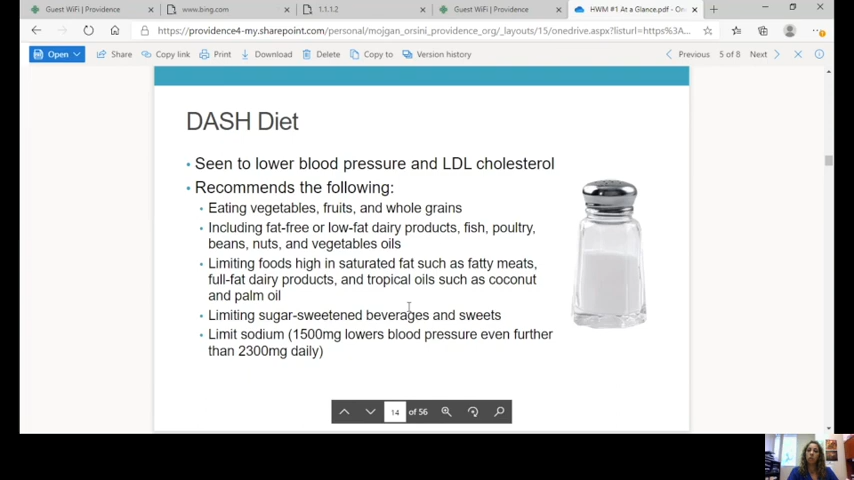 Guest WiFi | Providence
www.bing.com
1.1.1.2
Guest WiFi | Providence
HWM #1 At a Glance.pdf - On
https://providence4-my.sharepoint.com/personal/mojgan_orsini_providence_org/_layouts/15/onedrive.aspx?listurl=https%3A...
Open
Share
Copy link
Print
Download
Delete
Copy to
Version history
Previous
5 of 8
Next
DASH Diet
• Seen to lower blood pressure and LDL cholesterol
• Recommends the following:
• Eating vegetables, fruits, and whole grains
• Including fat-free or low-fat dairy products, fish, poultry,
beans, nuts, and vegetables oils
• Limiting foods high in saturated fat such as fatty meats,
full-fat dairy products, and tropical oils such as coconut
and palm oil
• Limiting sugar-sweetened beverages and sweets
• Limit sodium (1500mg lowers blood pressure even further
than 2300mg daily)
14 of 56